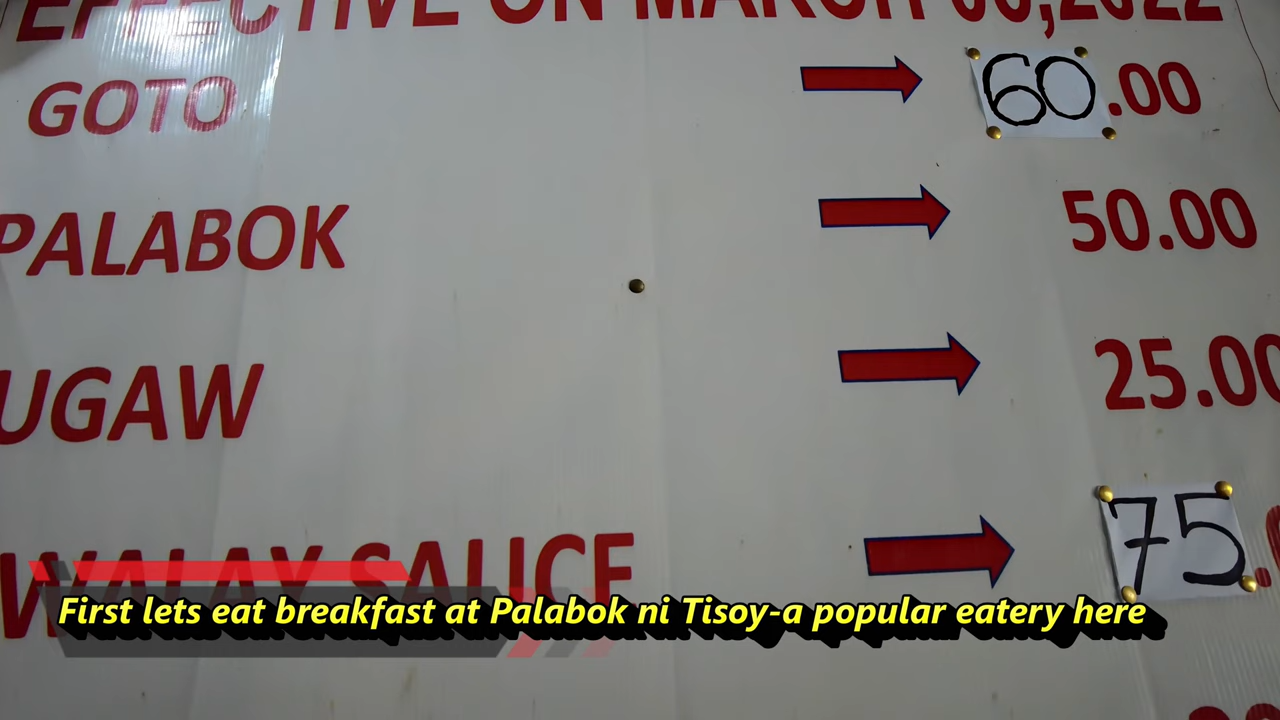 EFFECTIVE ON MARCH 06,2022
GOTO 60.00
PALABOK 50.00
UGAW 25.00
WALAY SAUCE 75.
First lets eat breakfast at Palabok ni Tisoy-a popular eatery here